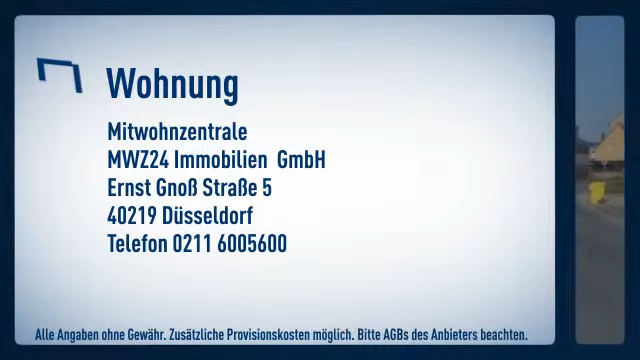 Wohnung
Mitwohnzentrale
MWZ24 Immobilien GmbH
Ernst Gnoß Straße 5
40219 Düsseldorf
Telefon 0211 6005600
Alle Angaben ohne Gewähr. Zusätzliche Provisionskosten möglich. Bitte AGBs des Anbieters beachten.